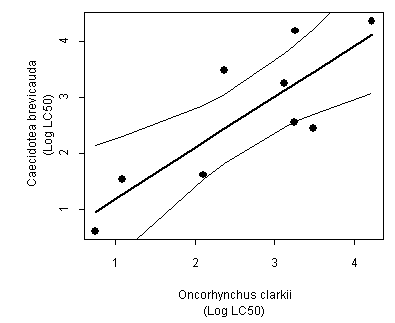 Caecidotea brevicauda
(Log LC50)
4
3
2
1
1 2 3 4
Oncorhynchus clarkii
(Log LC50)